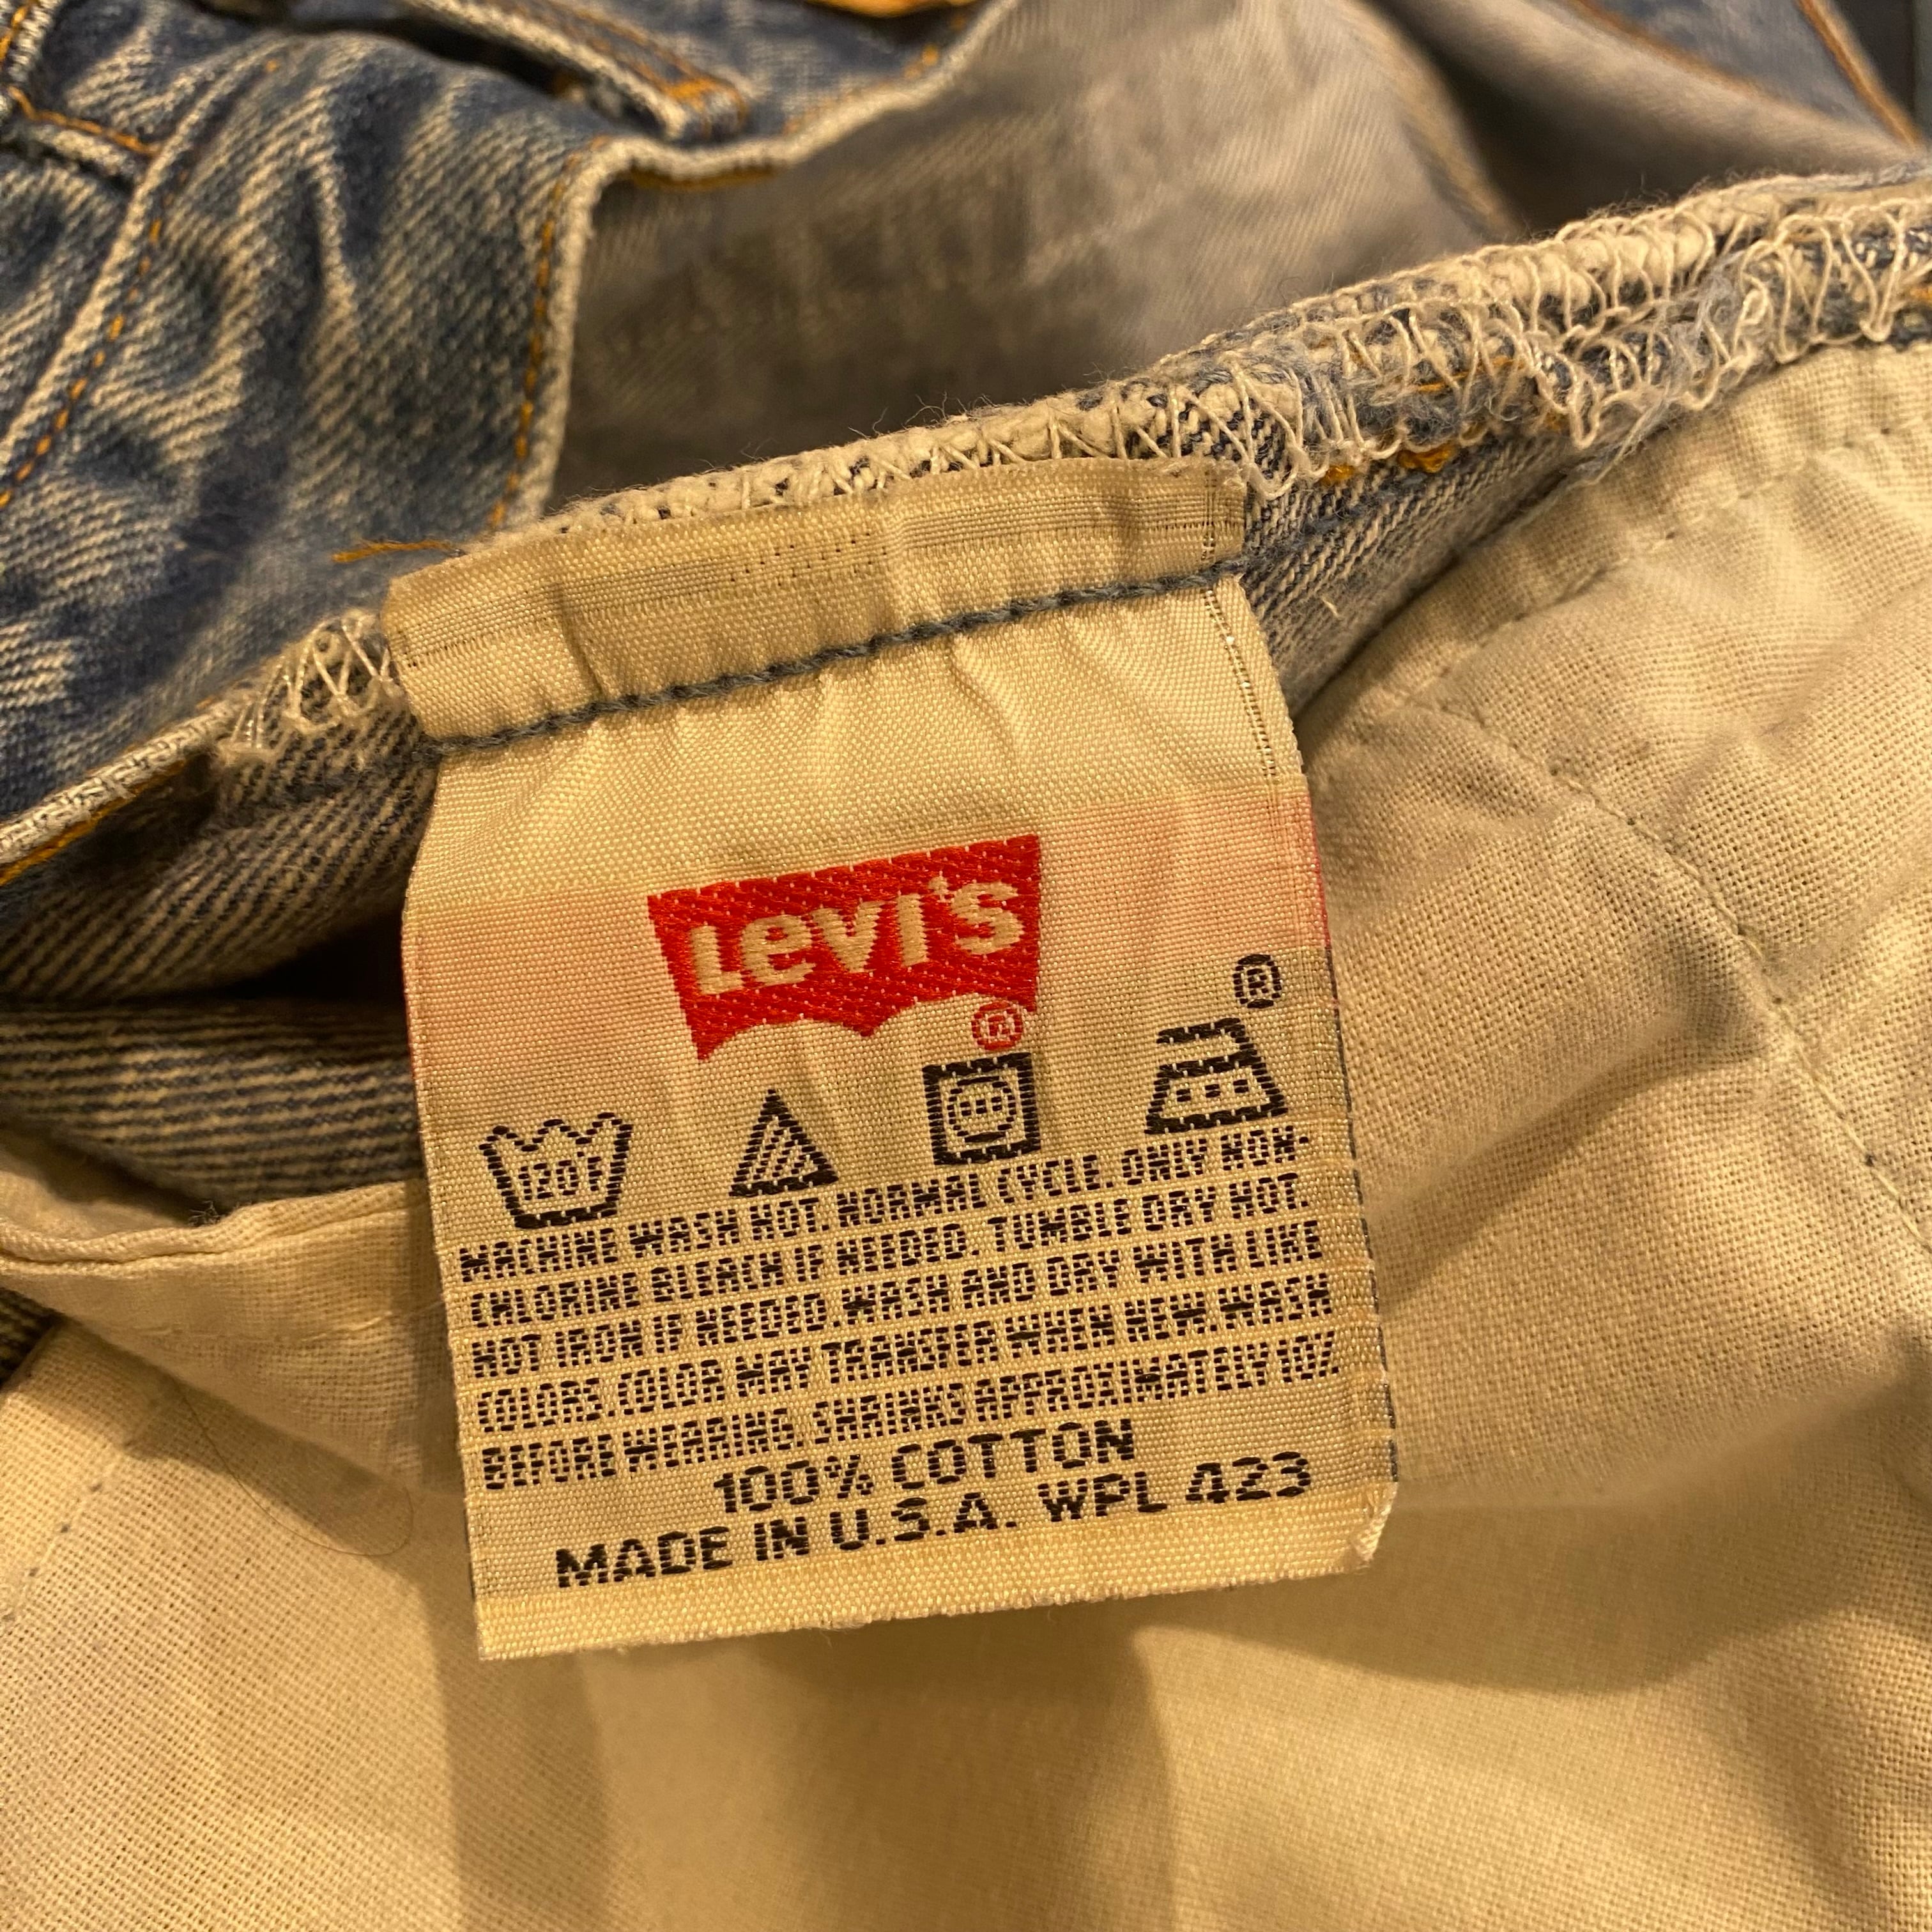 Levi's
®
®
120F
MACHINE WASH HOT. NORMAL CYCLE. ONLY NON-
CHLORINE BLEACH IF NEEDED. TUMBLE DRY HOT.
HOT IRON IF NEEDED. WASH AND DRY WITH LIKE
COLORS. COLOR MAY TRANSFER WHEN NEW. WASH
BEFORE WEARING. SHRINKS APPROXIMATELY 10%
100% COTTON
MADE IN U.S.A. WPL 423